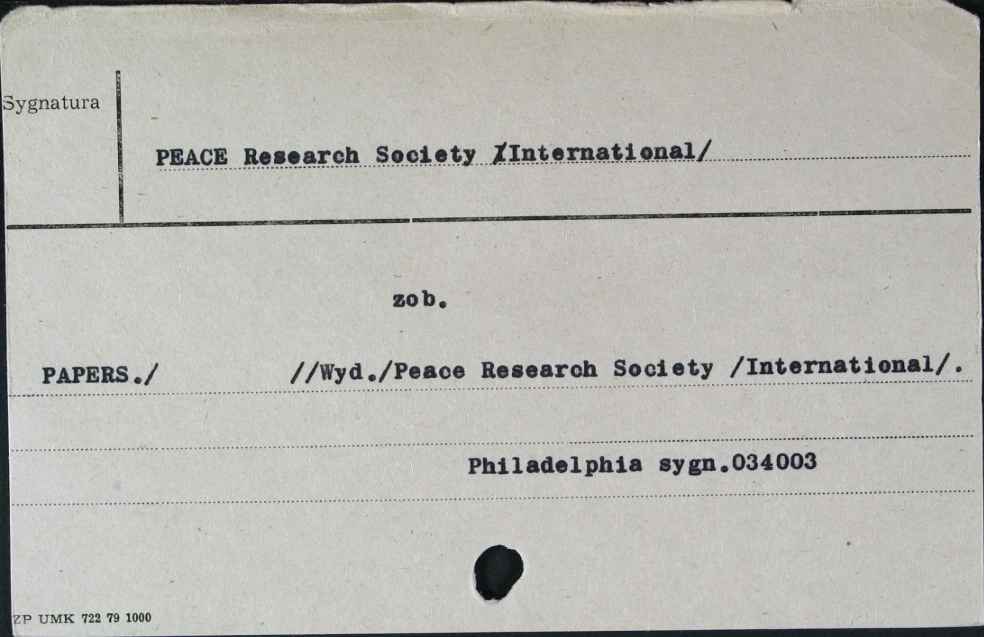 Sygnatura
PEACE Research Society /International/
zob.
PAPERS./ //Wyd./Peace Research Society /International/.
Philadelphia sygn.034003
ZP UMK 722 79 1000